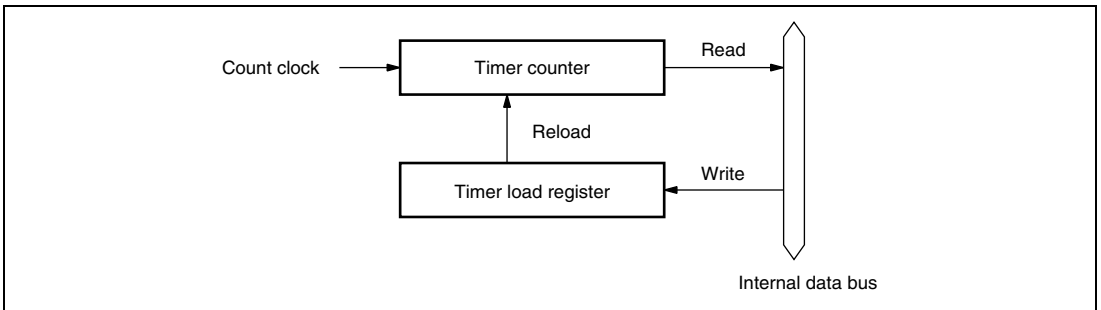 Read
Count clock
Timer counter
Reload
Write
Timer load register
Internal data bus